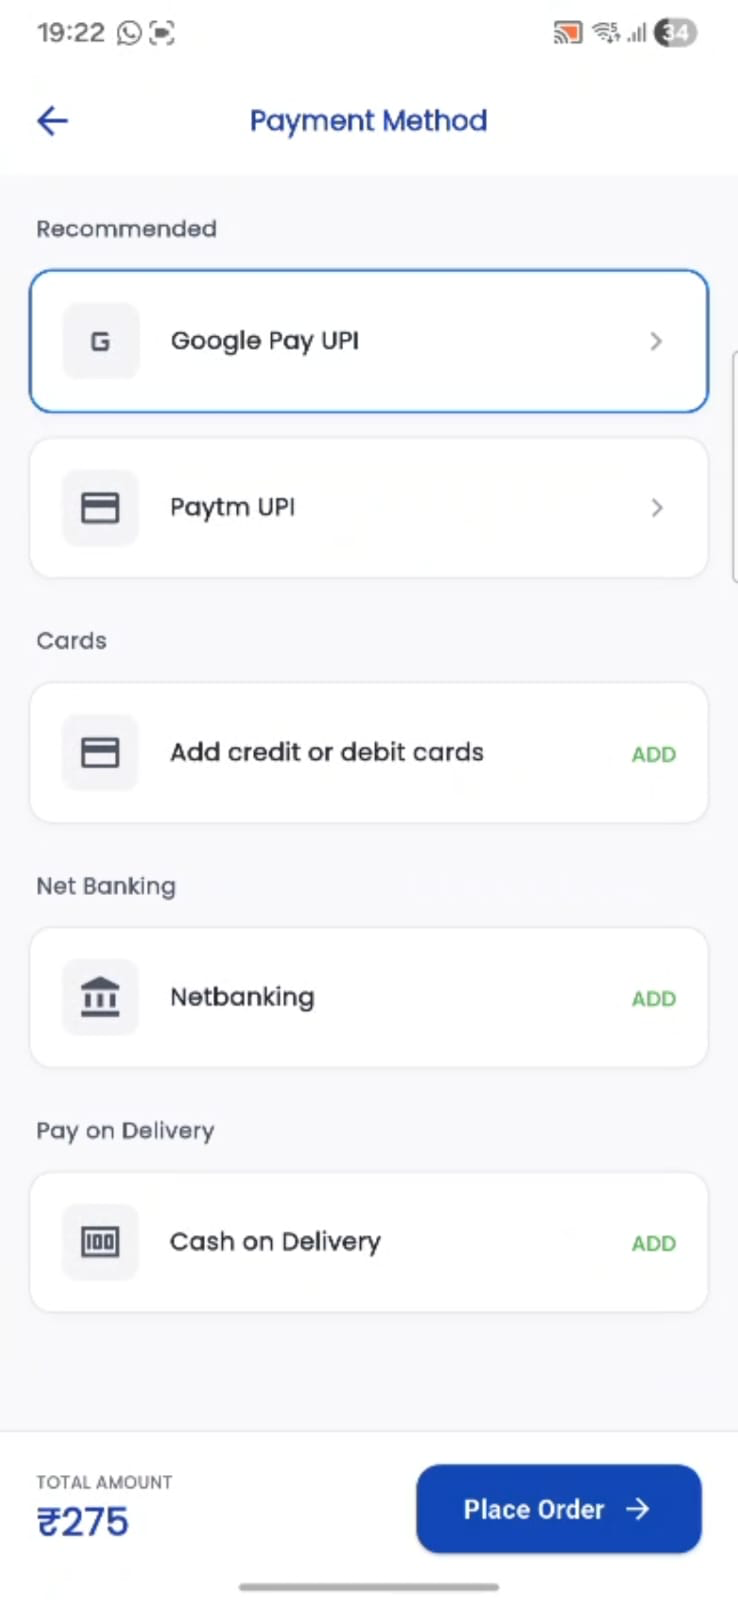 19:22
34
Payment Method
Recommended
G Google Pay UPI
Paytm UPI
Cards
Add credit or debit cards ADD
Net Banking
Netbanking ADD
Pay on Delivery
100 Cash on Delivery ADD
TOTAL AMOUNT
₹275
Place Order →